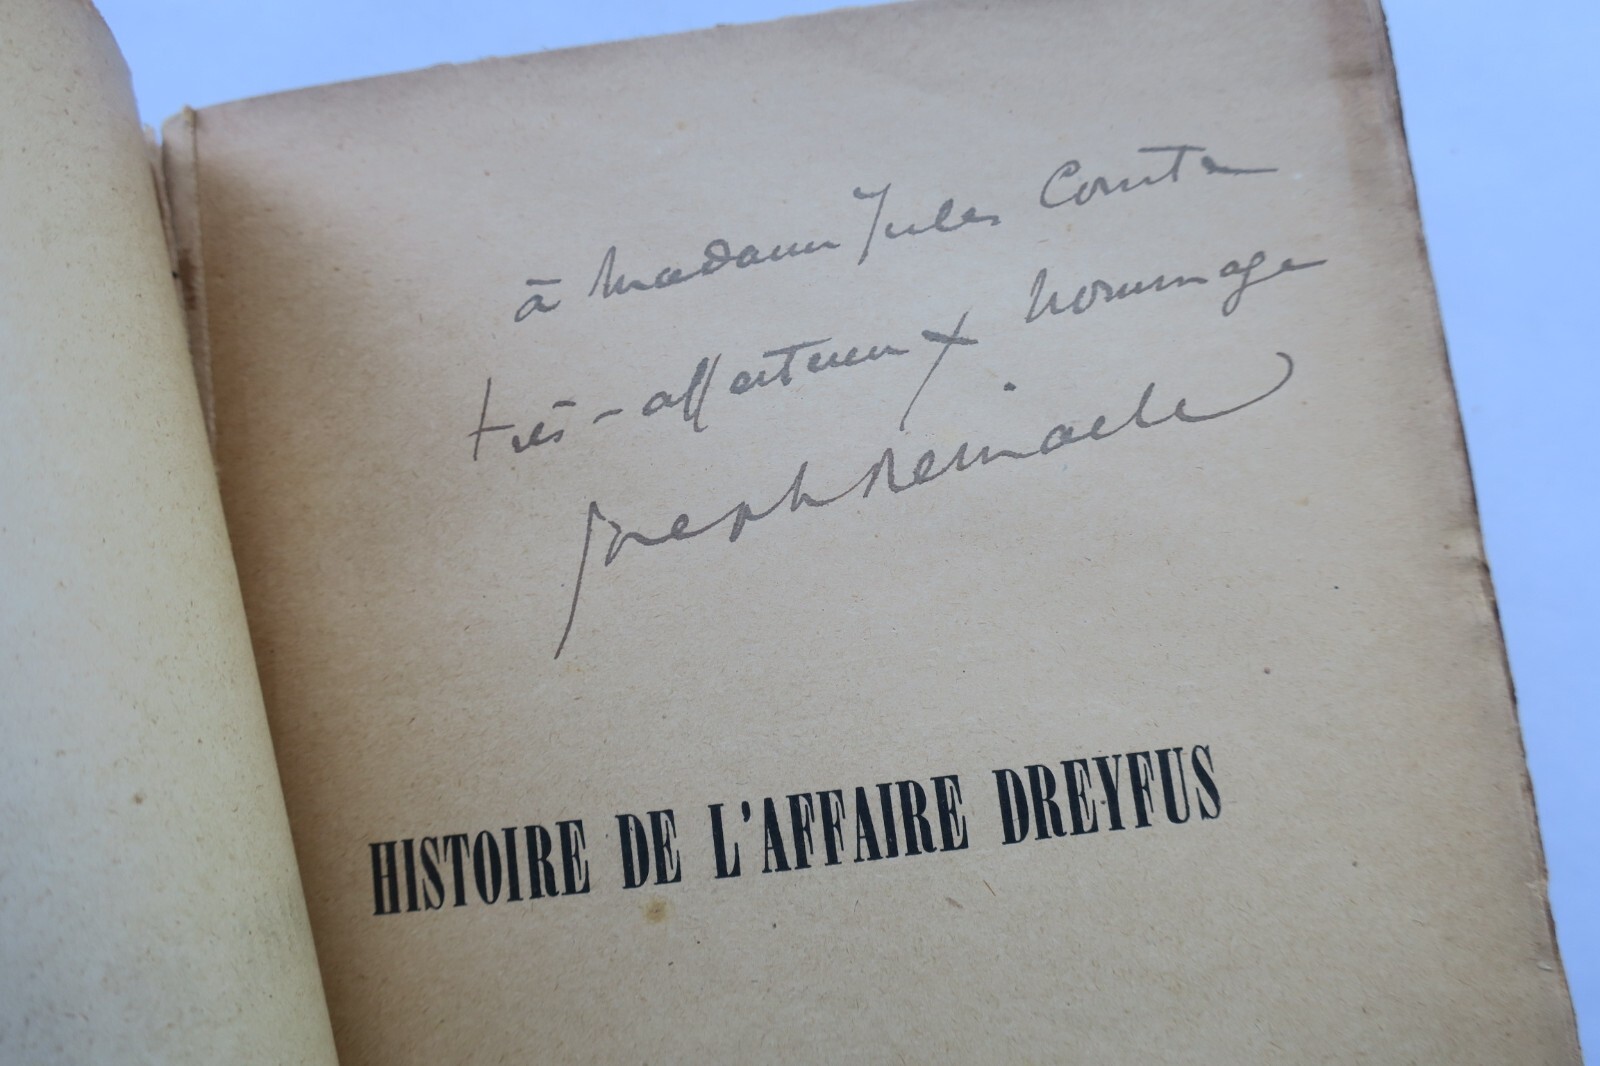 à Madame Jules Comte
très-affectueux hommage
Joseph Reinach
HISTOIRE DE L'AFFAIRE DREYFUS